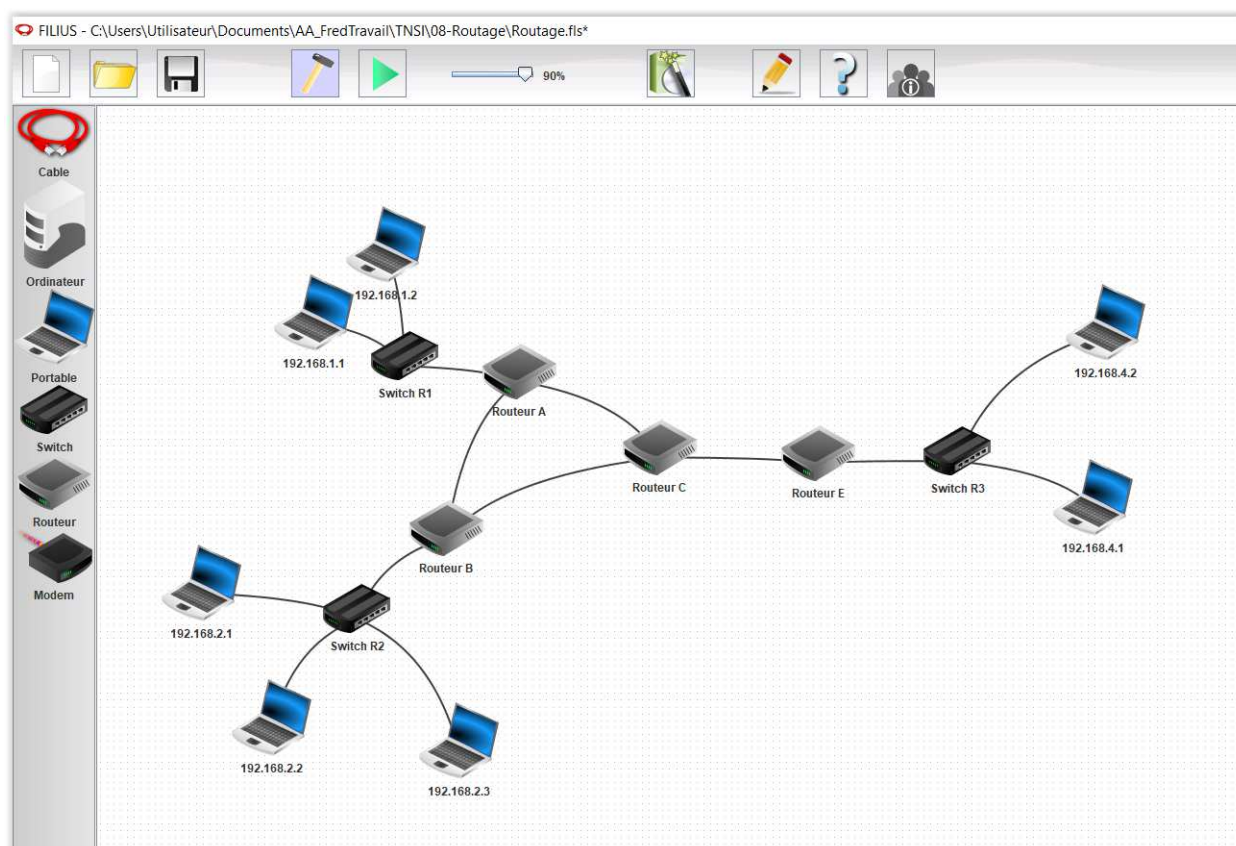 FILIUS - C:\Users\Utilisateur\Documents\AA_FredTravail\TNSI\08-Routage\Routage.fls*
90%
Cable
Ordinateur
Portable
Switch
Routeur
Modem
192.168.1.2
192.168.1.1
Switch R1
Routeur A
192.168.4.2
Routeur C
Routeur E
Switch R3
192.168.4.1
Routeur B
192.168.2.1
Switch R2
192.168.2.2
192.168.2.3